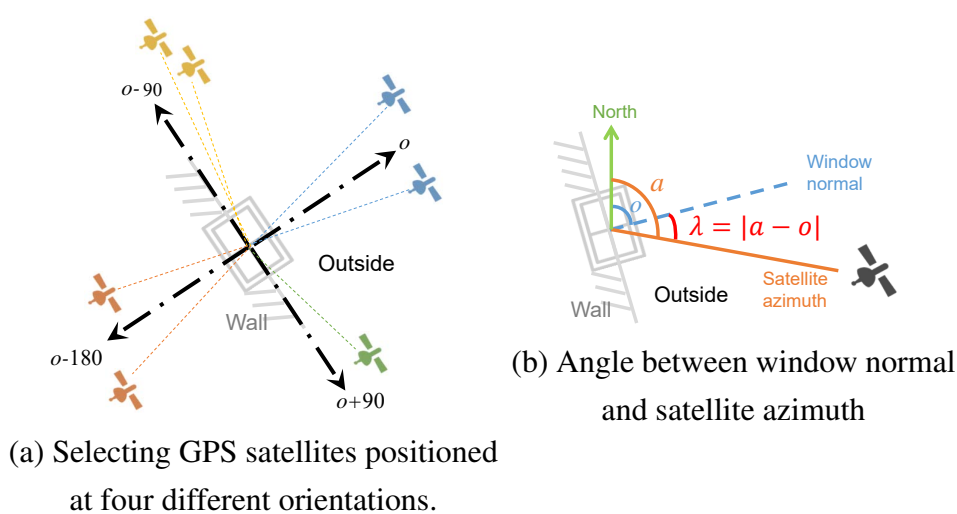 o-90
o
Outside
Wall
o-180
o+90
(a) Selecting GPS satellites positioned
at four different orientations.
North
a
o
Window
normal
λ = |a − o|
Satellite
azimuth
Outside
Wall
(b) Angle between window normal
and satellite azimuth